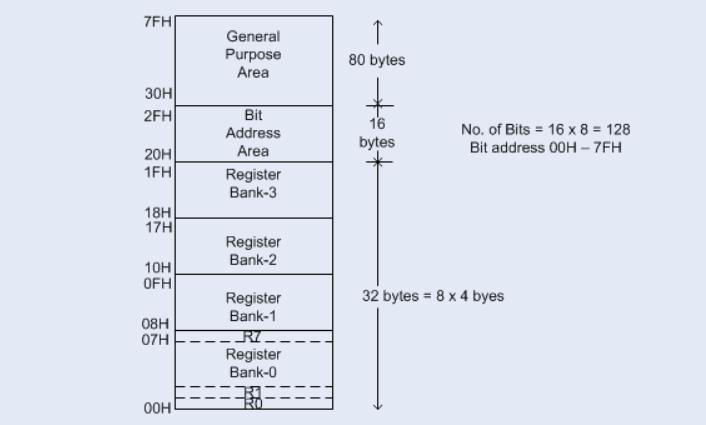 7FH
General
Purpose
Area
80 bytes
30H
2FH
Bit
Address
Area
16
bytes
No. of Bits = 16 x 8 = 128
Bit address 00H – 7FH
20H
1FH
Register
Bank-3
18H
17H
Register
Bank-2
10H
0FH
Register
Bank-1
32 bytes = 8 x 4 byes
08H
07H
R7
Register
Bank-0
R1
R0
00H